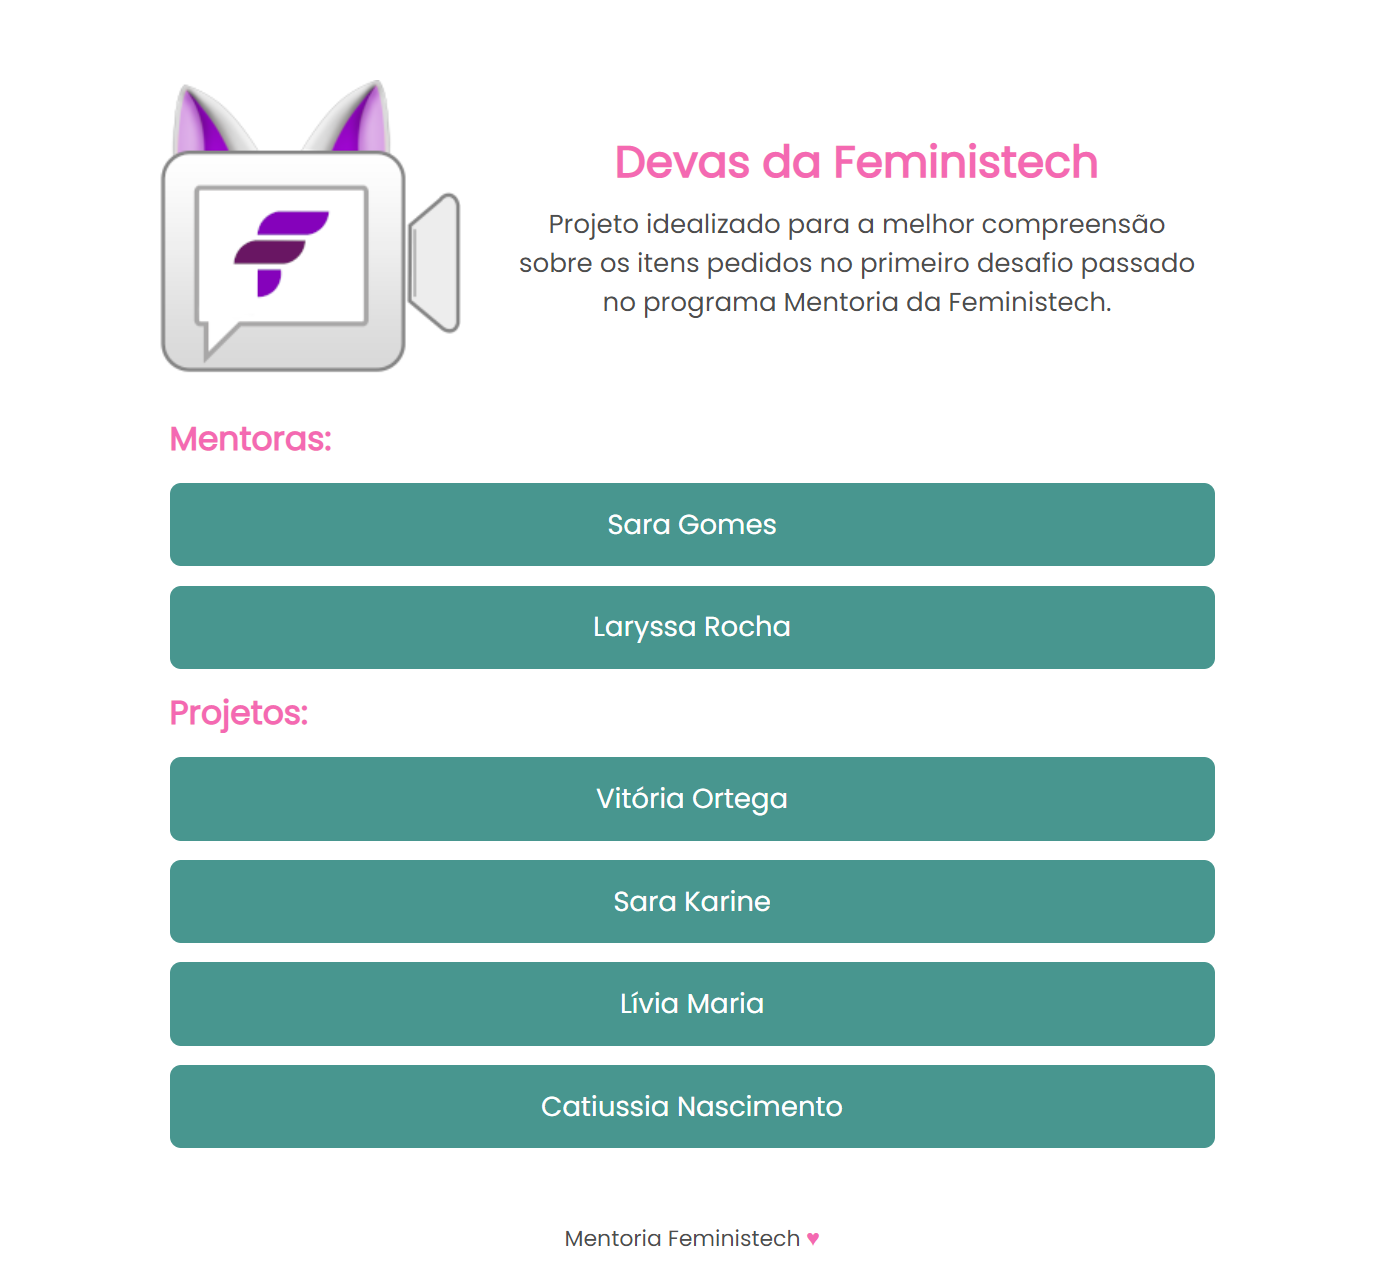 Devas da Feministech
Projeto idealizado para a melhor compreensão
sobre os itens pedidos no primeiro desafio passado
no programa Mentoria da Feministech.
Mentoras:
Sara Gomes
Laryssa Rocha
Projetos:
Vitória Ortega
Sara Karine
Lívia Maria
Catiussia Nascimento
Mentoria Feministech ♥